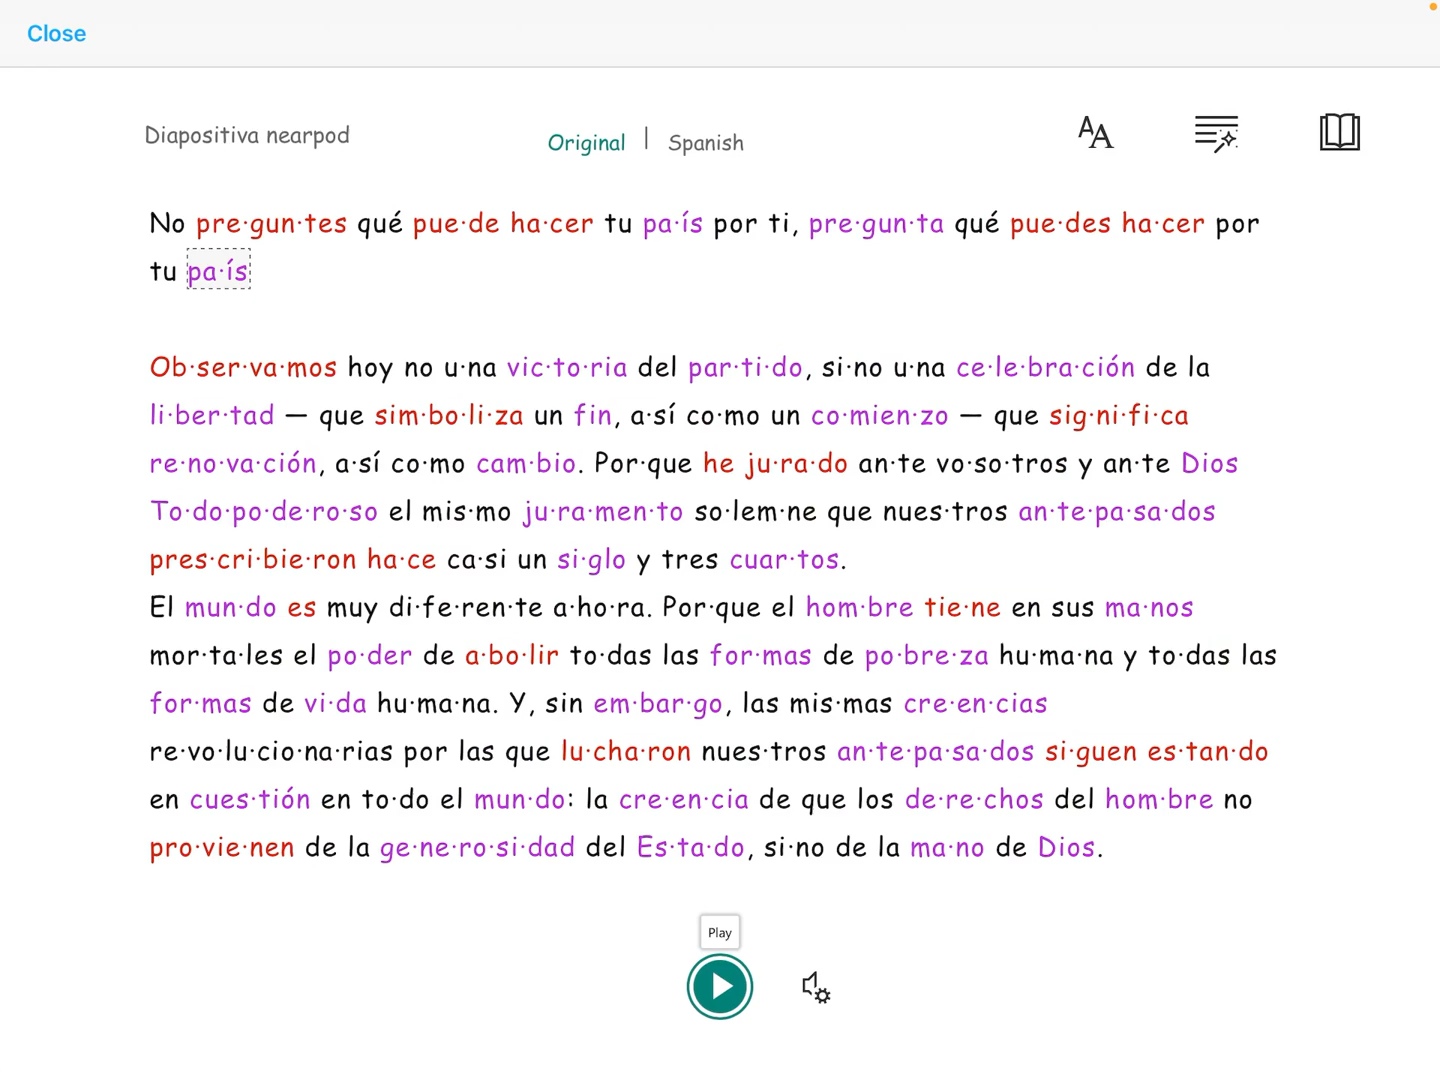 Close
Diapositiva nearpod
Original | Spanish
No pre·gun·tes qué pue·de ha·cer tu pa·ís por ti, pre·gun·ta qué pue·des ha·cer por
tu pa·ís
Ob·ser·va·mos hoy no u·na vic·to·ria del par·ti·do, si·no u·na ce·le·bra·ción de la
li·ber·tad — que sim·bo·li·za un fin, a·sí co·mo un co·mien·zo — que sig·ni·fi·ca
re·no·va·ción, a·sí co·mo cam·bio. Por·que he ju·ra·do an·te vo·so·tros y an·te Dios
To·do·po·de·ro·so el mis·mo ju·ra·men·to so·lem·ne que nues·tros an·te·pa·sa·dos
pres·cri·bie·ron ha·ce ca·si un si·glo y tres cuar·tos.
El mun·do es muy di·fe·ren·te a·ho·ra. Por·que el hom·bre tie·ne en sus ma·nos
mor·ta·les el po·der de a·bo·lir to·das las for·mas de po·bre·za hu·ma·na y to·das las
for·mas de vi·da hu·ma·na. Y, sin em·bar·go, las mis·mas cre·en·cias
re·vo·lu·cio·na·rias por las que lu·cha·ron nues·tros an·te·pa·sa·dos si·guen es·tan·do
en cues·tión en to·do el mun·do: la cre·en·cia de que los de·re·chos del hom·bre no
pro·vie·nen de la ge·ne·ro·si·dad del Es·ta·do, si·no de la ma·no de Dios.
Play